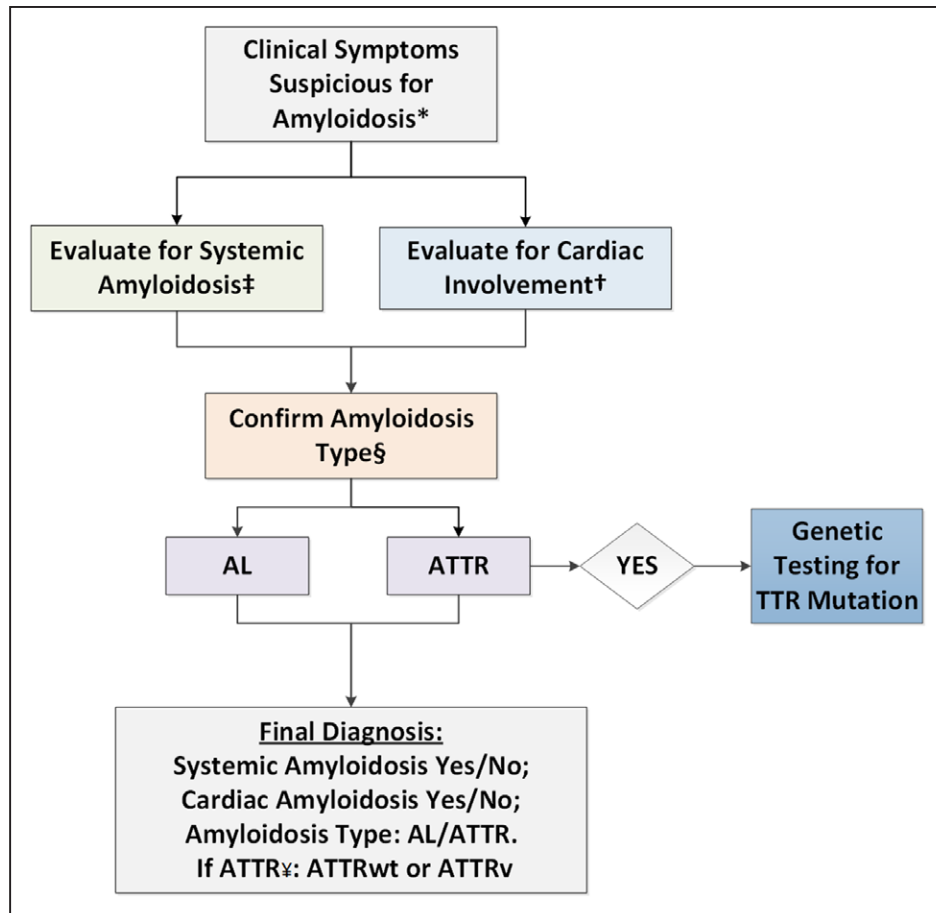 Clinical Symptoms
Suspicious for
Amyloidosis*
Evaluate for Systemic
Amyloidosis‡
Evaluate for Cardiac
Involvement†
Confirm Amyloidosis
Type§
AL
ATTR
YES
Genetic
Testing for
TTR Mutation
Final Diagnosis:
Systemic Amyloidosis Yes/No;
Cardiac Amyloidosis Yes/No;
Amyloidosis Type: AL/ATTR.
If ATTR¥: ATTRwt or ATTRv